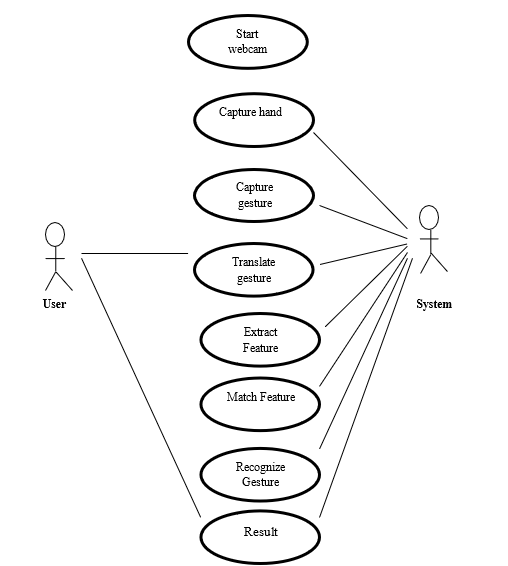 Start
webcam
Capture hand
Capture
gesture
Translate
gesture
User
System
Extract
Feature
Match Feature
Recognize
Gesture
Result